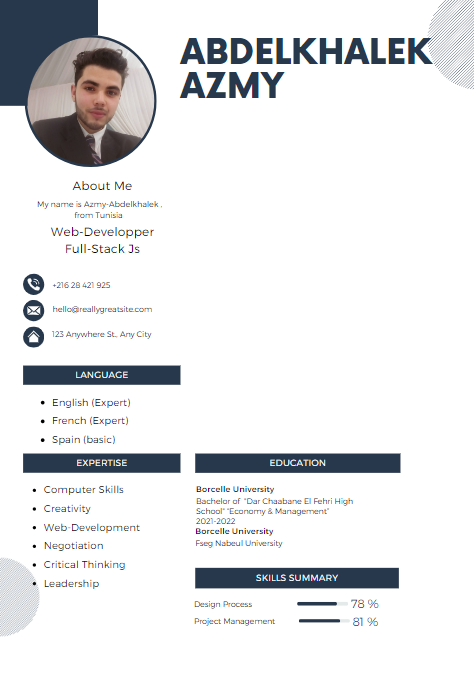 ABDELKHALEK
AZMY
About Me
My name is Azmy-Abdelkhalek .
from Tunisia
Web-Developper
Full-Stack Js
+216 28 421 925
hello@reallygreatsite.com
123 Anywhere St., Any City
LANGUAGE
English (Expert)
French (Expert)
Spain (basic)
EXPERTISE
Computer Skills
Creativity
Web-Development
Negotiation
Critical Thinking
Leadership
EDUCATION
Borcelle University
Bachelor of "Dar Chaabane El Fehri High
School" "Economy & Management"
2021-2022
Borcelle University
Fseg Nabeul University
SKILLS SUMMARY
Design Process 78 %
Project Management 81 %